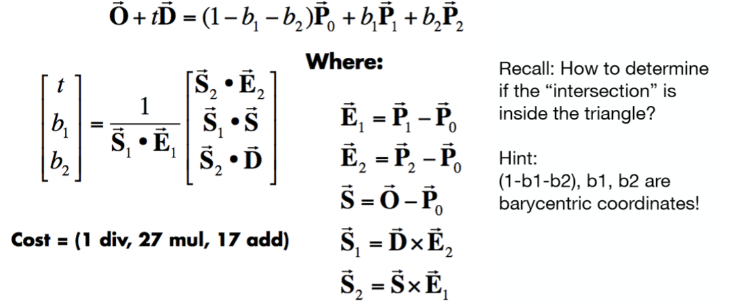 O⃗ + tD⃗ = (1 − b₁ − b₂)P⃗₀ + b₁P⃗₁ + b₂P⃗₂
Where:
[t b₁ b₂] = 1 / (S⃗₁ • E⃗₁) [S⃗₂ • E⃗₂ S⃗₁ • S⃗ S⃗₂ • D⃗]
Cost = (1 div, 27 mul, 17 add)
E⃗₁ = P⃗₁ − P⃗₀
E⃗₂ = P⃗₂ − P⃗₀
S⃗ = O⃗ − P⃗₀
S⃗₁ = D⃗ × E⃗₂
S⃗₂ = S⃗ × E⃗₁
Recall: How to determine
if the “intersection” is
inside the triangle?
Hint:
(1-b1-b2), b1, b2 are
barycentric coordinates!